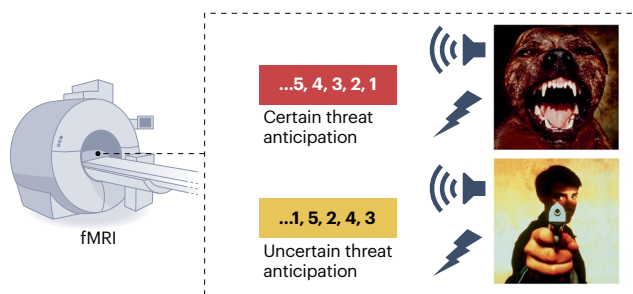 ...5, 4, 3, 2, 1
Certain threat
anticipation
fMRI
...1, 5, 2, 4, 3
Uncertain threat
anticipation